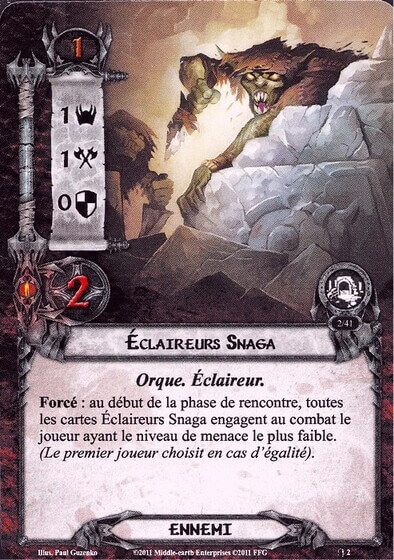 1
1
1
0
2
2/41
Éclaireurs Snaga
Orque. Éclaireur.
Forcé : au début de la phase de rencontre, toutes
les cartes Éclaireurs Snaga engagent au combat le
joueur ayant le niveau de menace le plus faible.
(Le premier joueur choisit en cas d'égalité).
ENNEMI
Illus. Paul Guzenko ©2011 Middle-earth Enterprises ©2011 FFG 2